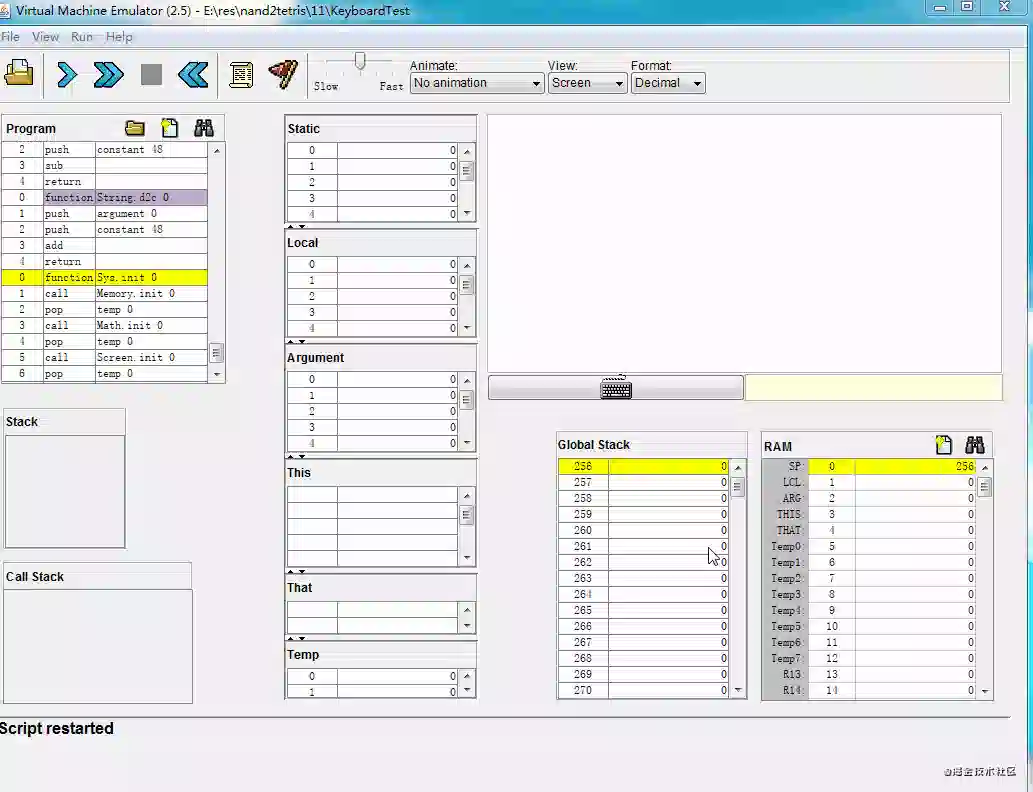 Virtual Machine Emulator (2.5) - E:\res\nand2tetris\11\KeyboardTest
File View Run Help
Animate: View: Format:
Slow Fast No animation Screen Decimal
Program
2 push constant 48
3 sub
4 return
0 function String.d2c 0
1 push argument 0
2 push constant 48
3 add
4 return
0 function Sys.init 0
1 call Memory.init 0
2 pop temp 0
3 call Math.init 0
4 pop temp 0
5 call Screen.init 0
6 pop temp 0
Stack
Call Stack
Static
0 0
1 0
2 0
3 0
4 0
Local
0 0
1 0
2 0
3 0
4 0
Argument
0 0
1 0
2 0
3 0
4 0
This
That
Temp
0 0
1 0
Global Stack
256 0
257 0
258 0
259 0
260 0
261 0
262 0
263 0
264 0
265 0
266 0
267 0
268 0
269 0
270 0
RAM
SP: 0 256
LCL: 1 0
ARG: 2 0
THIS: 3 0
THAT: 4 0
Temp0: 5 0
Temp1: 6 0
Temp2: 7 0
Temp3: 8 0
Temp4: 9 0
Temp5: 10 0
Temp6: 11 0
Temp7: 12 0
R13: 13 0
R14: 14 0
Script restarted
@掘金技术社区